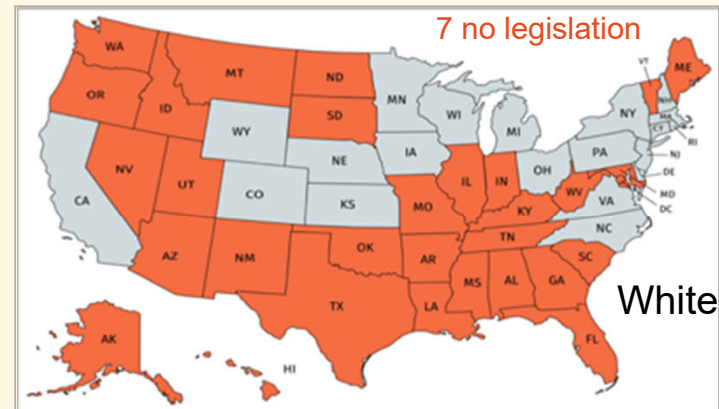 7 no legislation
WA
MT
ND
MN
VT
ME
OR
ID
SD
WI
MI
NY
NH
MA
CT
RI
WY
IA
PA
NJ
NV
NE
IL
IN
OH
DE
CA
UT
CO
KS
MO
WV
VA
MD
DC
KY
NC
AZ
NM
OK
AR
TN
SC
TX
LA
MS
AL
GA
White
AK
HI
FL